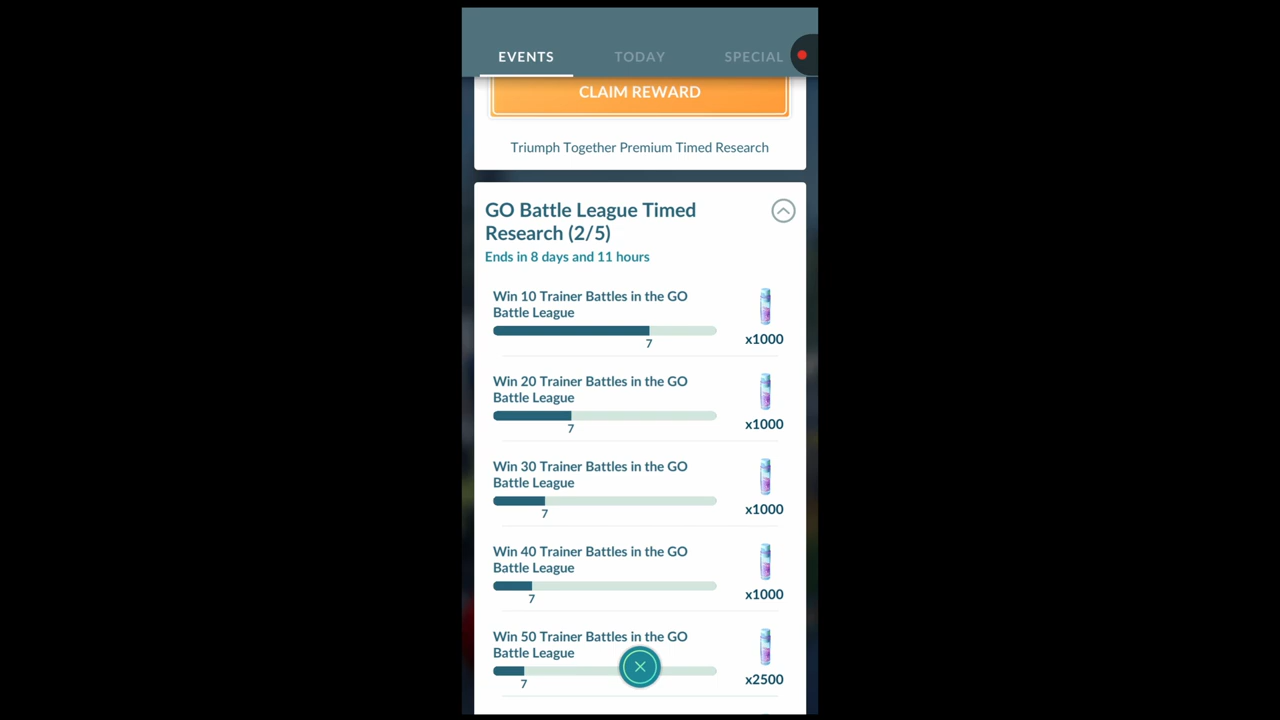 EVENTS TODAY SPECIAL
CLAIM REWARD
Triumph Together Premium Timed Research
GO Battle League Timed
Research (2/5)
Ends in 8 days and 11 hours
Win 10 Trainer Battles in the GO
Battle League
x1000
7
Win 20 Trainer Battles in the GO
Battle League
x1000
7
Win 30 Trainer Battles in the GO
Battle League
x1000
7
Win 40 Trainer Battles in the GO
Battle League
x1000
7
Win 50 Trainer Battles in the GO
Battle League
x2500
7